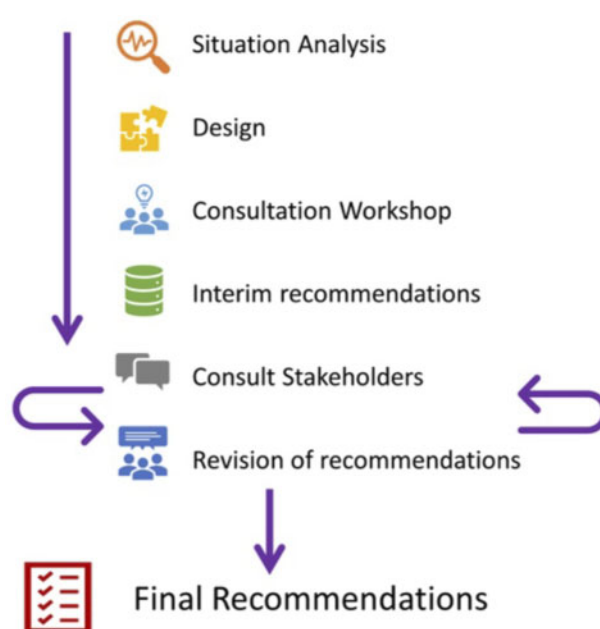 Situation Analysis
Design
Consultation Workshop
Interim recommendations
Consult Stakeholders
Revision of recommendations
Final Recommendations